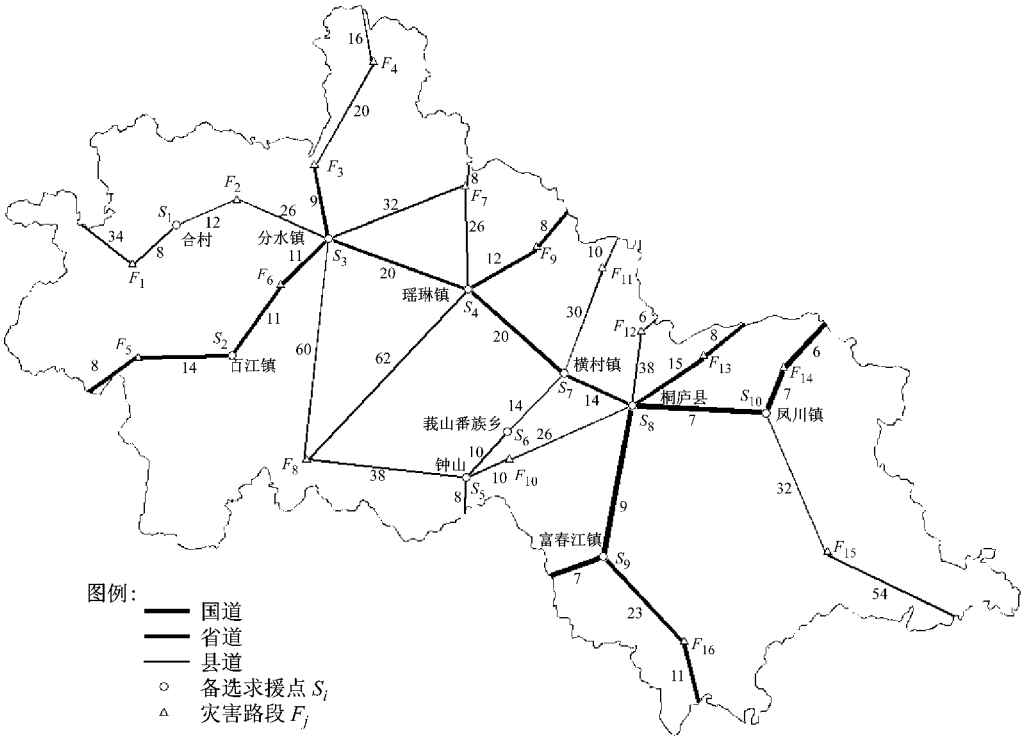 16
F4
20
F3
9
F2
26
S1
12
合村
34
8
F1
分水镇
S3
32
8
F7
26
11
F6
11
20
12
F9
8
瑶琳镇
S4
10
F11
30
S2
百江镇
F5
8
14
60
62
20
6
F12
38
横村镇
S7
14
15
F13
8
桐庐县
S8
6
F14
7
S10
凤川镇
7
莪山番族乡
14
S6
10
26
钟山
F8
38
10
F10
S5
8
32
9
富春江镇
S9
7
F15
54
23
F16
11
图例:
国道
省道
县道
备选求援点 Si
灾害路段 Fj